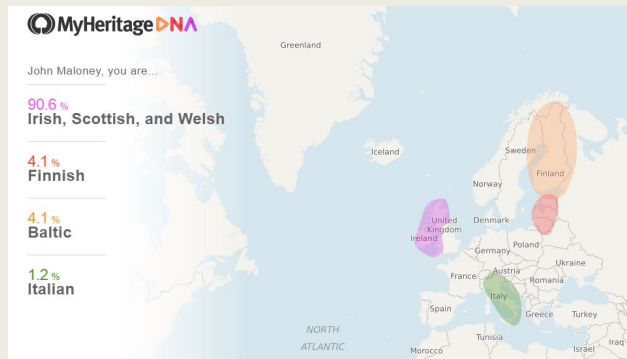 MyHeritage DNA
John Maloney, you are...
90.6 %
Irish, Scottish, and Welsh
4.1 %
Finnish
4.1 %
Baltic
1.2 %
Italian
Greenland
Iceland
Sweden
Finland
Norway
United
Kingdom
Denmark
Ireland
Poland
Germany
Ukraine
France
Austria
Romania
Italy
Spain
Greece
Turkey
NORTH
ATLANTIC
Tunisia
Morocco
Israel
Iraq